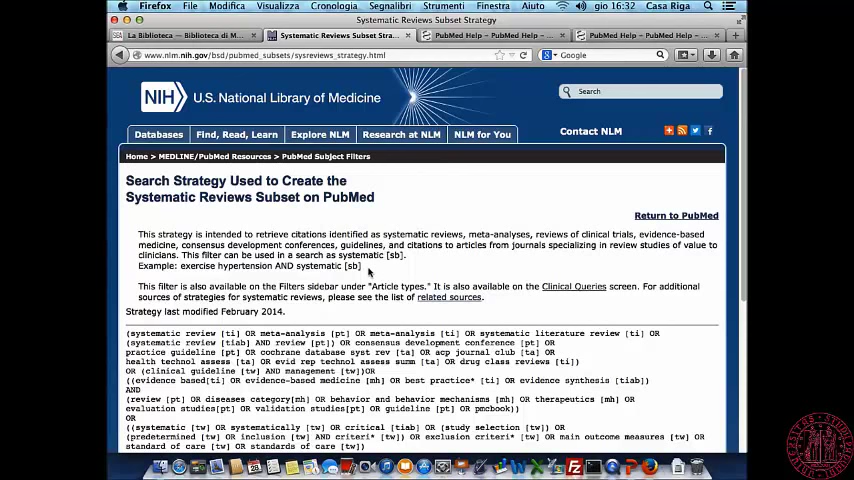 Firefox File Modifica Visualizza Cronologia Segnalibri Strumenti Finestra Aiuto gio 16:32 Casa Riga
Systematic Reviews Subset Strategy
La Biblioteca — Biblioteca di M... Systematic Reviews Subset Stra... PubMed Help – PubMed Help – ... PubMed Help – PubMed Help – ...
www.nlm.nih.gov/bsd/pubmed_subsets/sysreviews_strategy.html Google
NIH U.S. National Library of Medicine Search
Databases Find, Read, Learn Explore NLM Research at NLM NLM for You Contact NLM
Home > MEDLINE/PubMed Resources > PubMed Subject Filters
Search Strategy Used to Create the
Systematic Reviews Subset on PubMed
Return to PubMed
This strategy is intended to retrieve citations identified as systematic reviews, meta-analyses, reviews of clinical trials, evidence-based
medicine, consensus development conferences, guidelines, and citations to articles from journals specializing in review studies of value to
clinicians. This filter can be used in a search as systematic [sb].
Example: exercise hypertension AND systematic [sb]
This filter is also available on the Filters sidebar under "Article types." It is also available on the Clinical Queries screen. For additional
sources of strategies for systematic reviews, please see the list of related sources.
Strategy last modified February 2014.
(systematic review [ti] OR meta-analysis [pt] OR meta-analysis [ti] OR systematic literature review [ti] OR
(systematic review [tiab] AND review [pt]) OR consensus development conference [pt] OR
practice guideline [pt] OR cochrane database syst rev [ta] OR acp journal club [ta] OR
health technol assess [ta] OR evid rep technol assess summ [ta] OR drug class reviews [ti])
OR (clinical guideline [tw] AND management [tw])OR
((evidence based[ti] OR evidence-based medicine [mh] OR best practice* [ti] OR evidence synthesis [tiab])
AND
(review [pt] OR diseases category[mh] OR behavior and behavior mechanisms [mh] OR therapeutics [mh] OR
evaluation studies[pt] OR validation studies[pt] OR guideline [pt] OR pmcbook))
OR
((systematic [tw] OR systematically [tw] OR critical [tiab] OR (study selection [tw]) OR
(predetermined [tw] OR inclusion [tw] AND criteri* [tw]) OR exclusion criteri* [tw] OR main outcome measures [tw] OR
standard of care [tw] OR standards of care [tw])